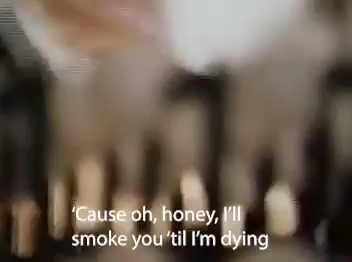 ‘Cause oh, honey, I’ll
smoke you ‘til I’m dying